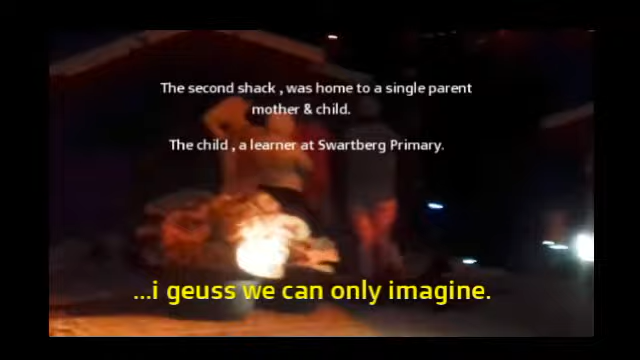 The second shack , was home to a single parent
mother & child.
The child , a learner at Swartberg Primary.
...i geuss we can only imagine.